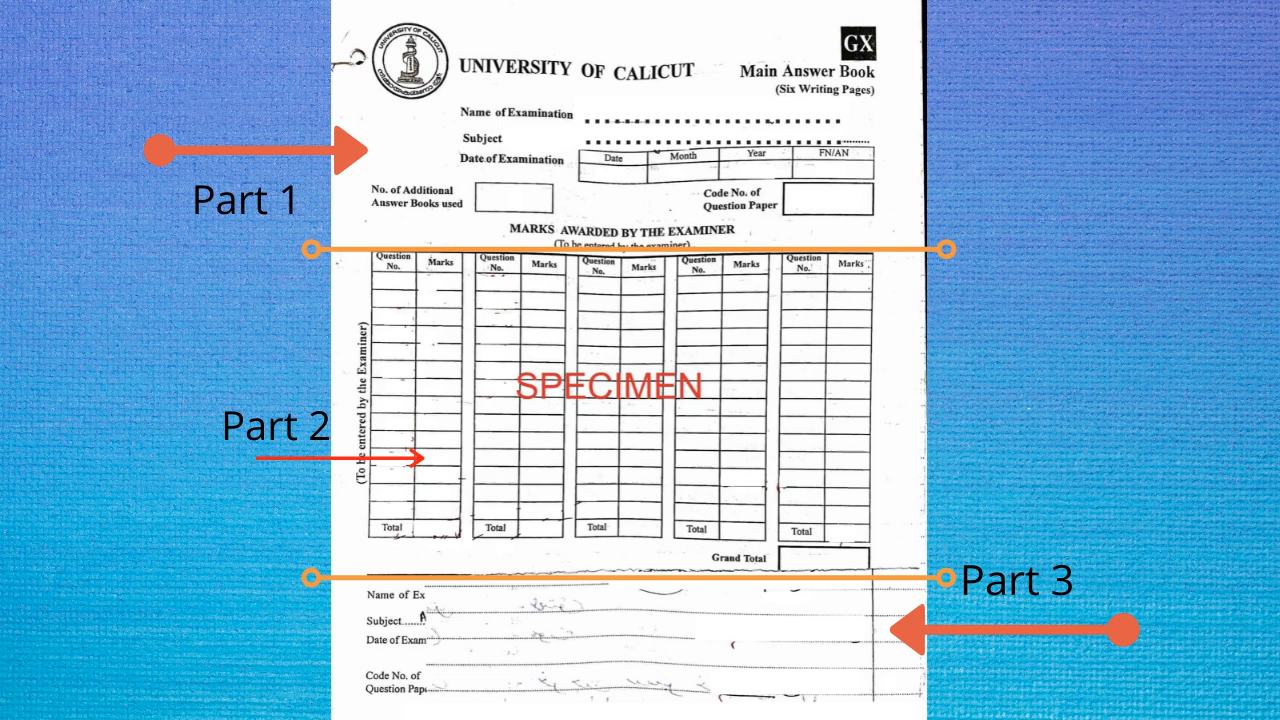 UNIVERSITY OF CALICUT
GX
UNIVERSITY OF CALICUT
Main Answer Book
(Six Writing Pages)
Name of Examination
Subject
Date of Examination
Date Month Year FN/AN
Part 1
No. of Additional
Answer Books used
Code No. of
Question Paper
MARKS AWARDED BY THE EXAMINER
(To be entered by the examiner)
Question No. Marks Question No. Marks Question No. Marks Question No. Marks Question No. Marks
(To be entered by the Examiner)
SPECIMEN
Part 2
Total Total Total Total Total
Grand Total
Part 3
Name of Ex
Subject
Date of Exam
Code No. of
Question Pap